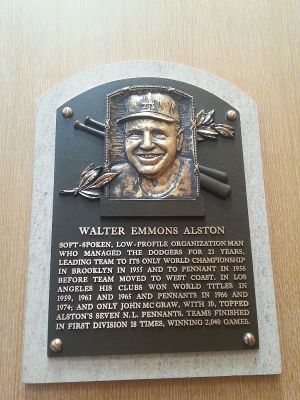 WALTER EMMONS ALSTON
SOFT-SPOKEN, LOW-PROFILE ORGANIZATION MAN
WHO MANAGED THE DODGERS FOR 23 YEARS,
LEADING TEAM TO ITS ONLY WORLD CHAMPIONSHIP
IN BROOKLYN IN 1955 AND TO PENNANT IN 1956
BEFORE TEAM MOVED TO WEST COAST. IN LOS
ANGELES HIS CLUBS WON WORLD TITLES IN
1959, 1963 AND 1965 AND PENNANTS IN 1966 AND
1974; AND ONLY JOHN MCGRAW, WITH 10, TOPPED
ALSTON'S SEVEN N.L. PENNANTS. TEAMS FINISHED
IN FIRST DIVISION 18 TIMES, WINNING 2,040 GAMES.